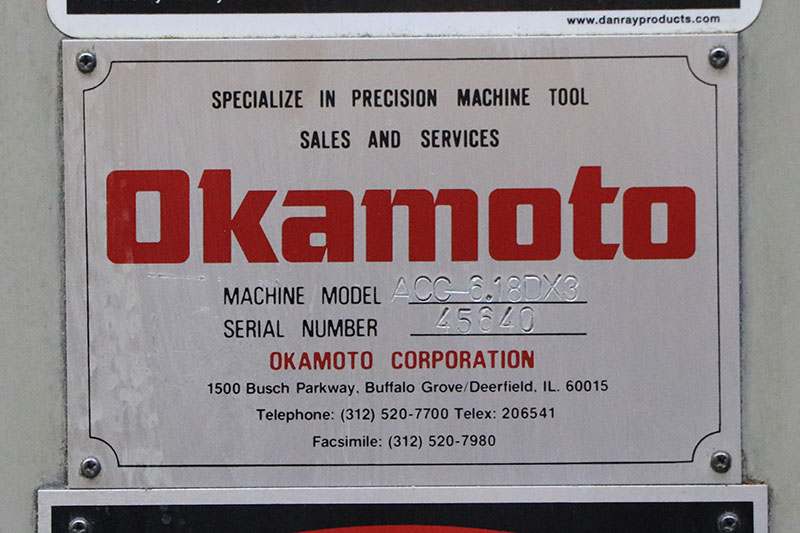 www.danrayproducts.com
SPECIALIZE IN PRECISION MACHINE TOOL
SALES AND SERVICES
Okamoto
MACHINE MODEL ACC-6.18DX3
SERIAL NUMBER 45640
OKAMOTO CORPORATION
1500 Busch Parkway, Buffalo Grove/Deerfield, IL. 60015
Telephone: (312) 520-7700 Telex: 206541
Facsimile: (312) 520-7980